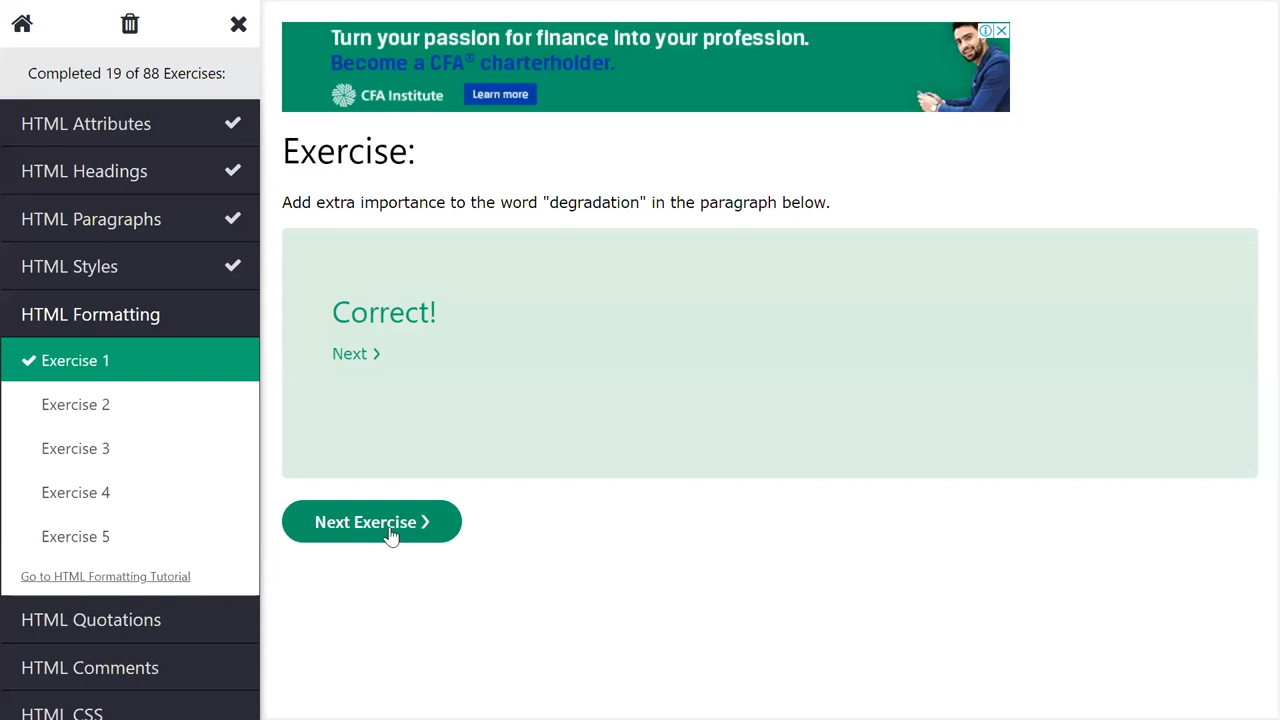 Completed 19 of 88 Exercises:
HTML Attributes
HTML Headings
HTML Paragraphs
HTML Styles
HTML Formatting
Exercise 1
Exercise 2
Exercise 3
Exercise 4
Exercise 5
Go to HTML Formatting Tutorial
HTML Quotations
HTML Comments
HTML CSS
Turn your passion for finance into your profession.
Become a CFA® charterholder.
CFA Institute
Learn more
Exercise:
Add extra importance to the word "degradation" in the paragraph below.
Correct!
Next ❯
Next Exercise ❯